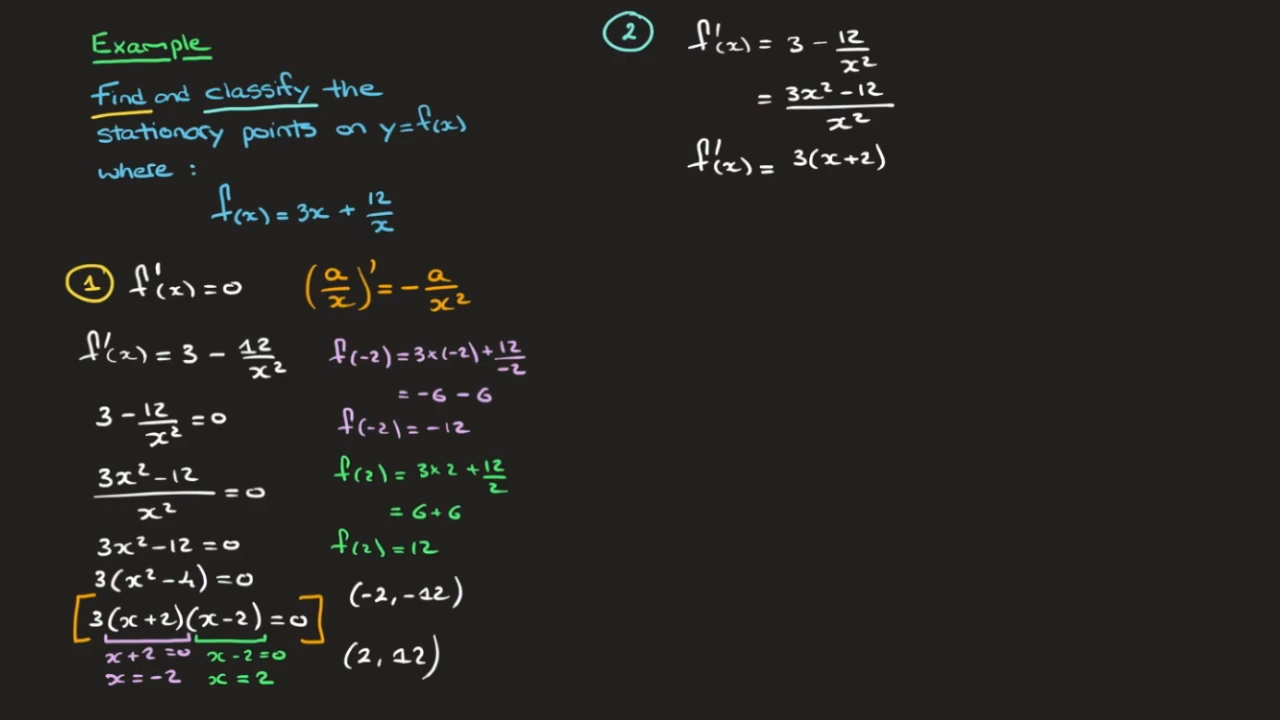 Example
Find and classify the
stationary points on y=f(x)
where :
f(x) = 3x + 12/x
1 f'(x) = 0
(a/x)' = - a/x²
f'(x) = 3 - 12/x²
3 - 12/x² = 0
3x² - 12 / x² = 0
3x² - 12 = 0
3(x² - 4) = 0
[3(x+2)(x-2) = 0]
x+2 = 0 x-2 = 0
x = -2 x = 2
f(-2) = 3×(-2) + 12/-2
= -6 - 6
f(-2) = -12
f(2) = 3×2 + 12/2
= 6 + 6
f(2) = 12
(-2, -12)
(2, 12)
2 f'(x) = 3 - 12/x²
= 3x² - 12 / x²
f'(x) = 3(x+2)